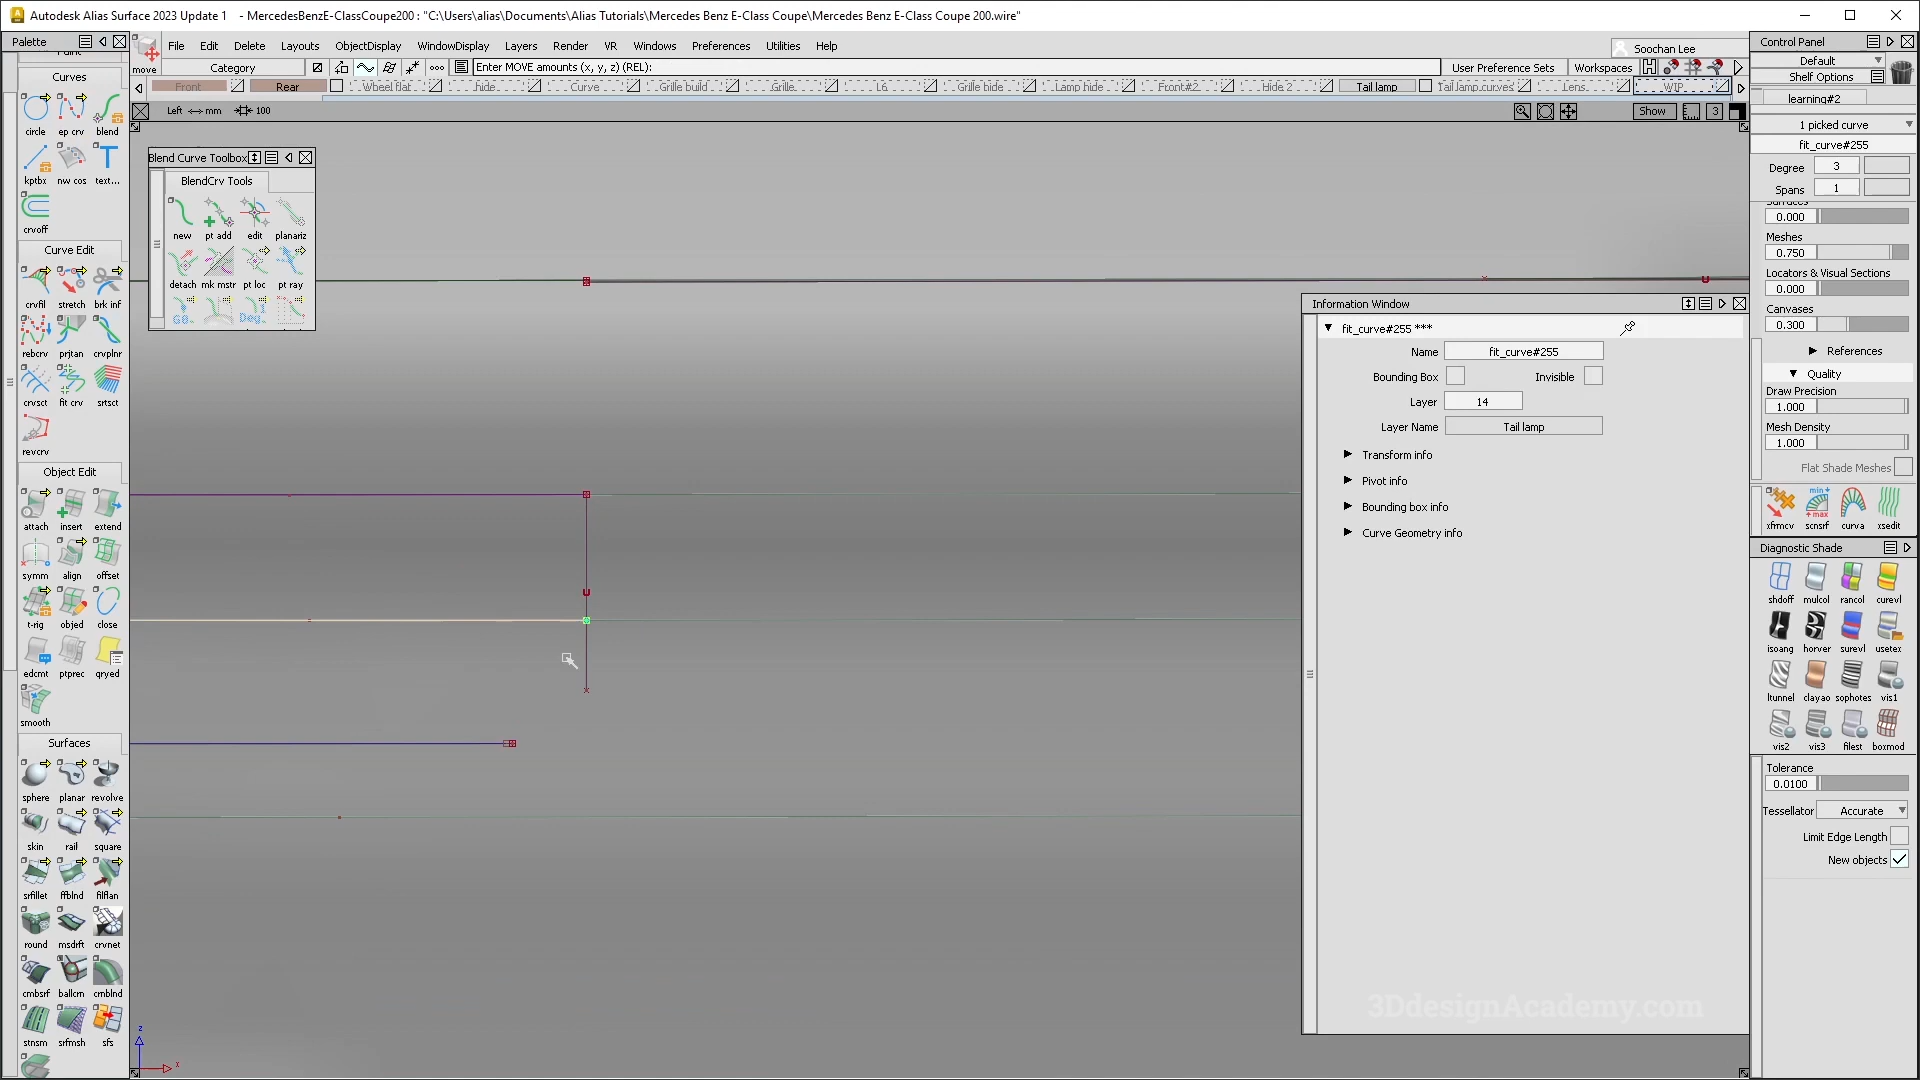 Autodesk Alias Surface 2023 Update 1 - MercedesBenzE-ClassCoupe200 : "C:\Users\alias\Documents\Alias Tutorials\Mercedes Benz E-Class Coupe\Mercedes Benz E-Class Coupe 200.wire"
Palette
File Edit Delete Layouts ObjectDisplay WindowDisplay Layers Render VR Windows Preferences Utilities Help
Soochan Lee
Control Panel
move
Category
Enter MOVE amounts (x, y, z) (REL):
User Preference Sets
Workspaces
Default
Shelf Options
Front Rear Wheel flat hide Curve Grille build Grille L6 Grille hide Lamp hide Front#2 Hide 2 Tail lamp Tail lamp curves Lens WIP
learning#2
Left <-> mm
100
Show
3
Curves
circle ep crv blend
kptbx nw cos text...
crvoff
Curve Edit
crvfil stretch brk inf
rebcrv prjtan crvplnr
crvsct fit crv srtsct
revcrv
Object Edit
attach insert extend
symm align offset
t-rig objed close
edcmt ptprec qryed
smooth
Surfaces
sphere planar revolve
skin rail square
srfillet ffblnd filflan
round msdrft crvnet
cmbsrf ballcrn crnblnd
stnsrn srfmsh sfs
Blend Curve Toolbox
BlendCrv Tools
new pt add edit planariz
detach mk mstr pt loc pt ray
G0.. Deg..
Information Window
fit_curve#255 ***
Name fit_curve#255
Bounding Box Invisible
Layer 14
Layer Name Tail lamp
Transform info
Pivot info
Bounding box info
Curve Geometry info
3DdesignAcademy.com
z
x
1 picked curve
fit_curve#255
Degree 3
Spans 1
Surfaces
0.000
Meshes
0.750
Locators & Visual Sections
0.000
Canvases
0.300
References
Quality
Draw Precision
1.000
Mesh Density
1.000
Flat Shade Meshes
xfrmcv scnsrf curva xsedit
Diagnostic Shade
shdoff mulcol rancol curevl
isoang horver surevl usetex
ltunnel clayao sophotes vis1
vis2 vis3 filest boxmod
Tolerance
0.0100
Tessellator Accurate
Limit Edge Length
New objects